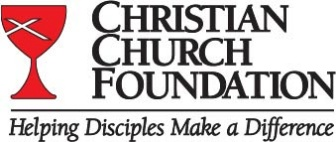 CHRISTIAN
CHURCH
FOUNDATION
Helping Disciples Make a Difference